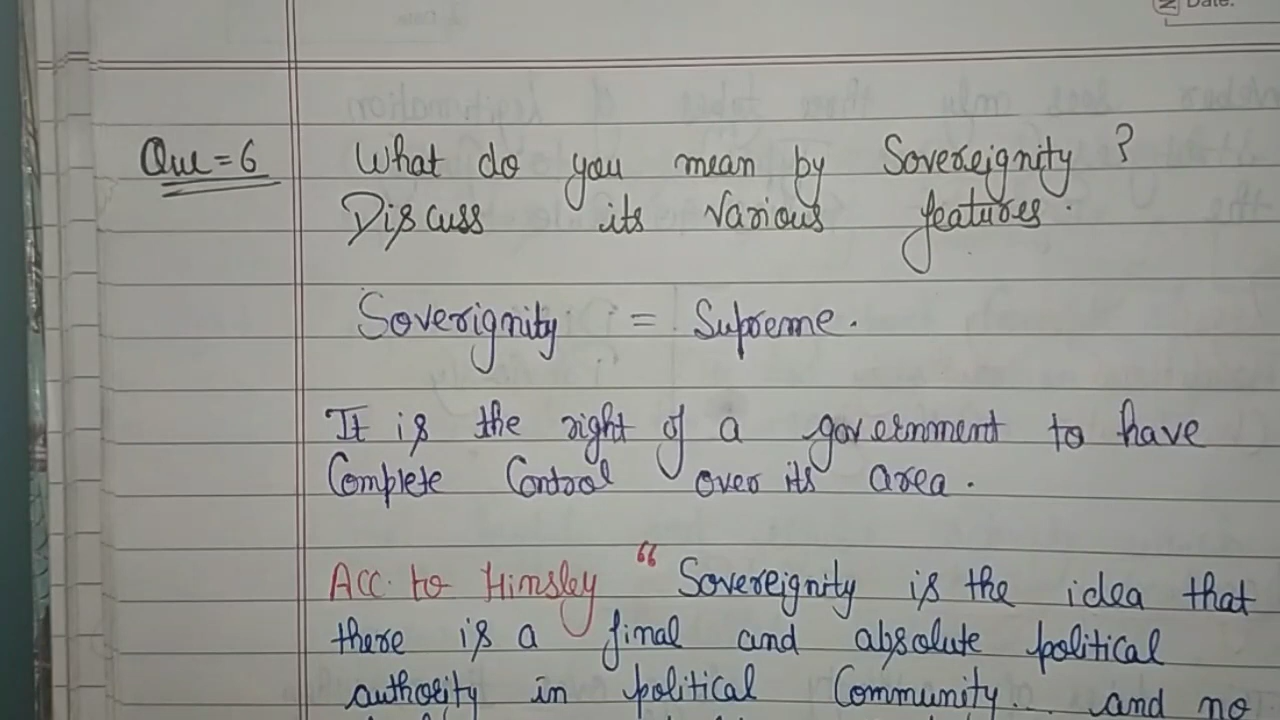 Date:
Que = 6 What do you mean by Sovereignity ?
Discuss its various features.
Soverignity = Supreme.
It is the right of a government to have
Complete Control over its area.
Acc. to Hinsley "Sovereignity is the idea that
there is a final and absolute political
authority in political Community... and no